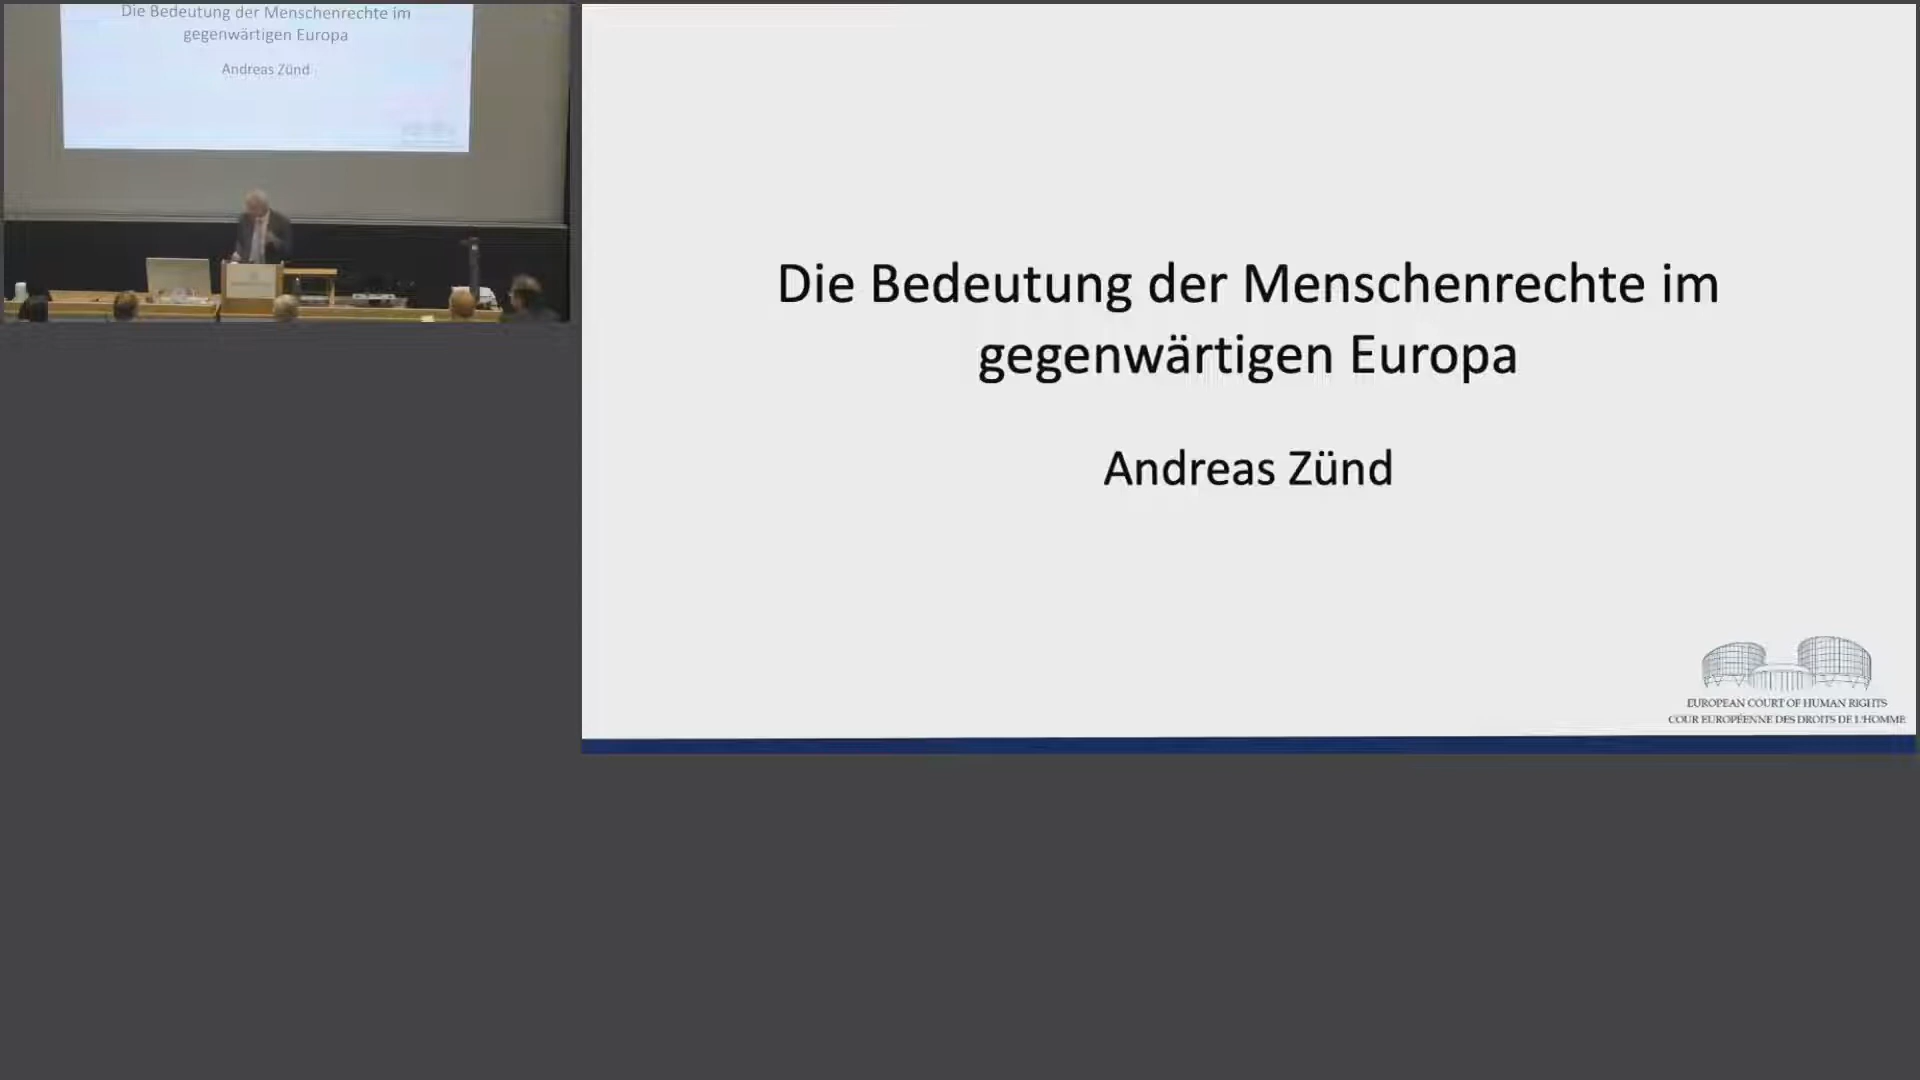 Die Bedeutung der Menschenrechte im
gegenwärtigen Europa
Andreas Zünd
Die Bedeutung der Menschenrechte im
gegenwärtigen Europa
Andreas Zünd
EUROPEAN COURT OF HUMAN RIGHTS
COUR EUROPÉENNE DES DROITS DE L'HOMME